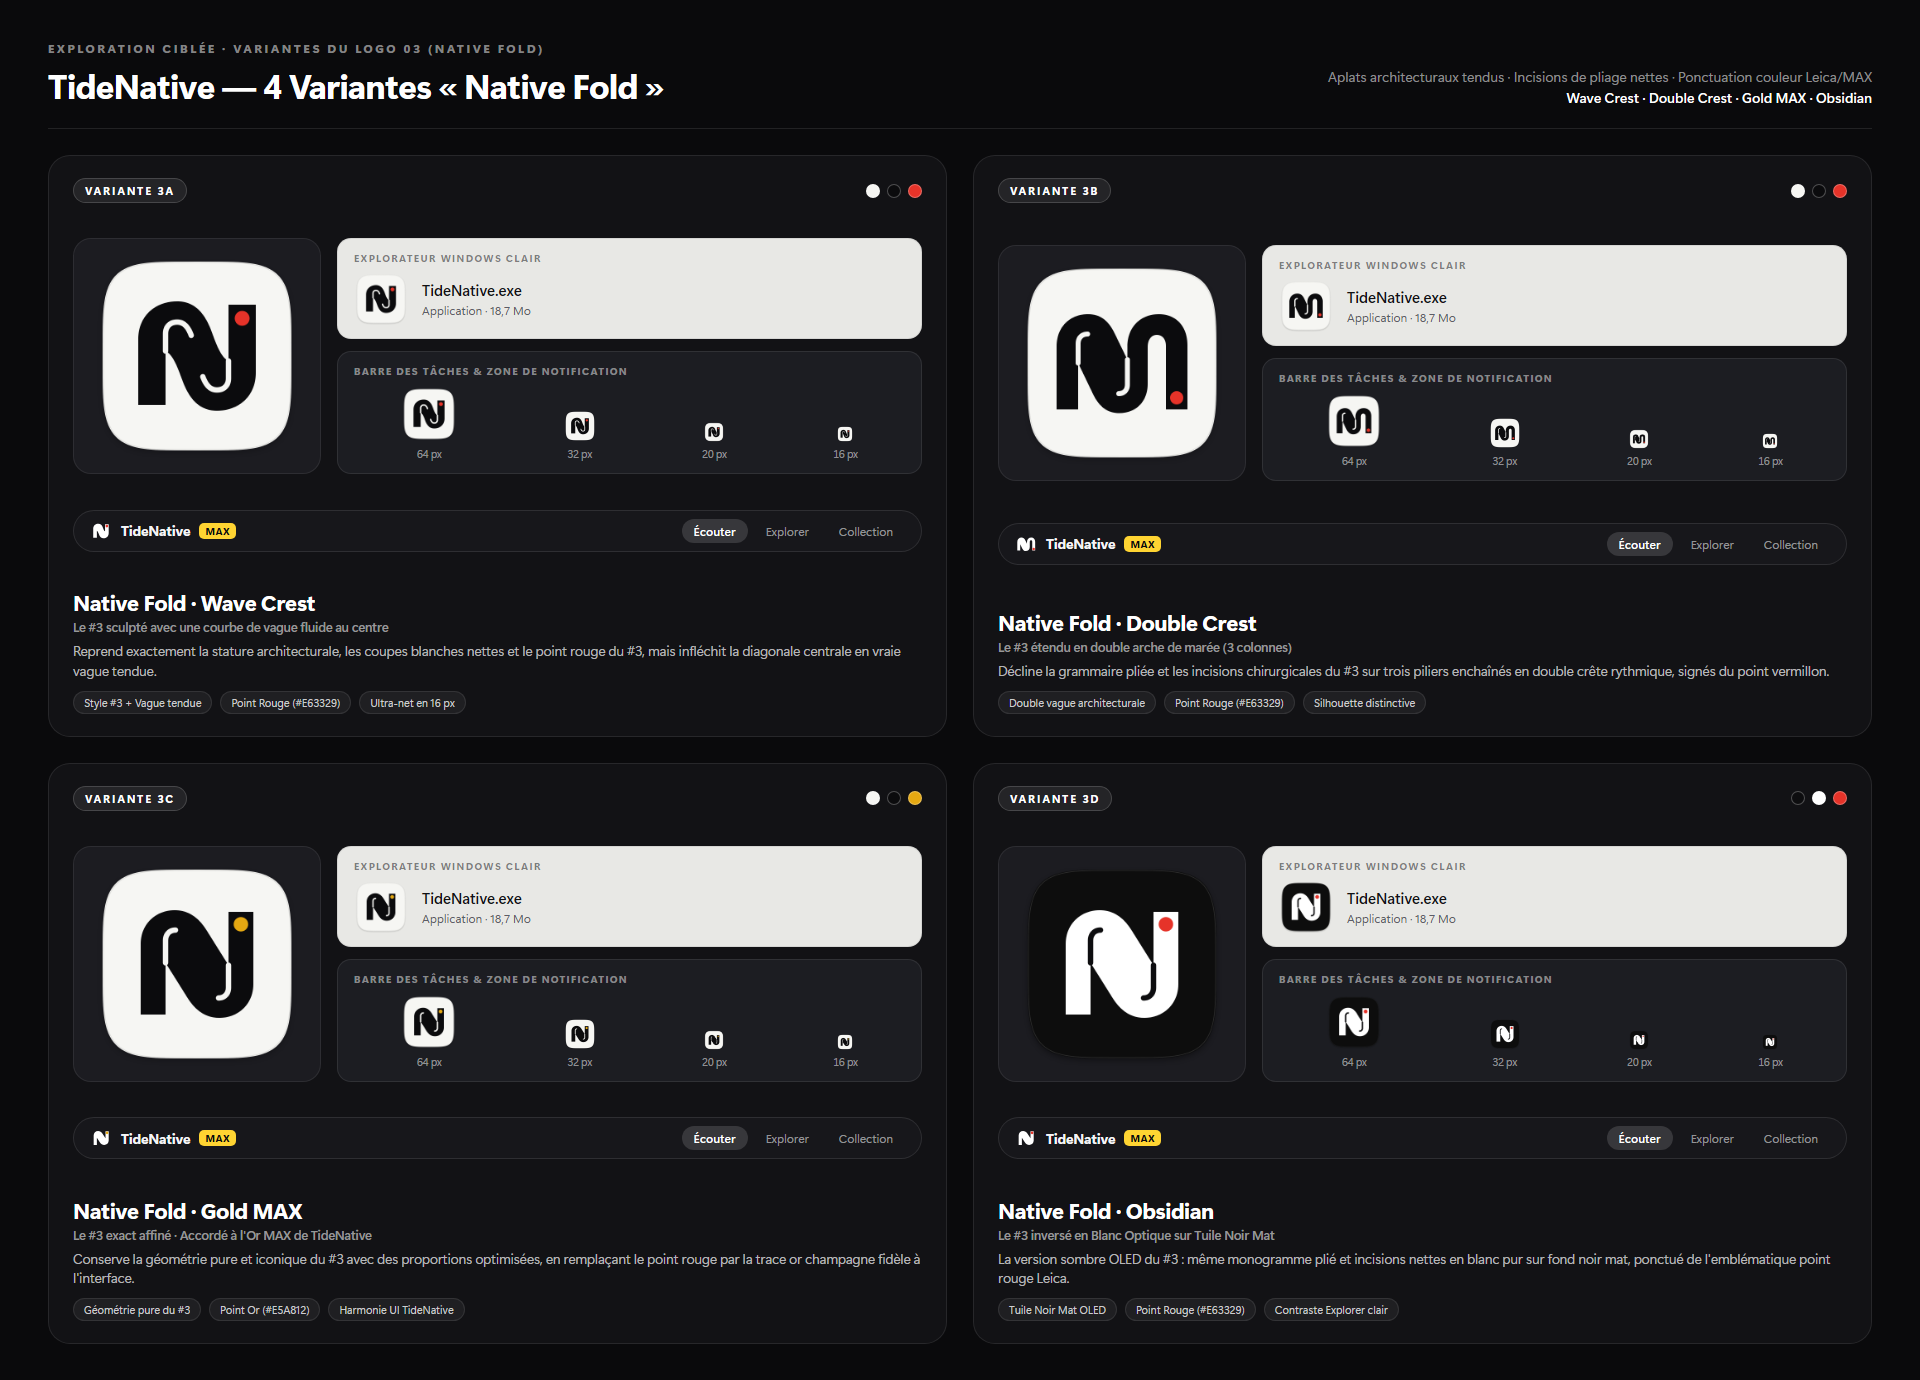 EXPLORATION CIBLÉE · VARIANTES DU LOGO 03 (NATIVE FOLD)
TideNative — 4 Variantes « Native Fold »
Aplats architecturaux tendus · Incisions de pliage nettes · Ponctuation couleur Leica/MAX
Wave Crest · Double Crest · Gold MAX · Obsidian
VARIANTE 3A
EXPLORATEUR WINDOWS CLAIR
TideNative.exe
Application · 18,7 Mo
BARRE DES TÂCHES & ZONE DE NOTIFICATION
64 px
32 px
20 px
16 px
TideNative MAX
Écouter Explorer Collection
Native Fold · Wave Crest
Le #3 sculpté avec une courbe de vague fluide au centre
Reprend exactement la stature architecturale, les coupes blanches nettes et le point rouge du #3, mais infléchit la diagonale centrale en vraie
vague tendue.
Style #3 + Vague tendue
Point Rouge (#E63329)
Ultra-net en 16 px
VARIANTE 3B
EXPLORATEUR WINDOWS CLAIR
TideNative.exe
Application · 18,7 Mo
BARRE DES TÂCHES & ZONE DE NOTIFICATION
64 px
32 px
20 px
16 px
TideNative MAX
Écouter Explorer Collection
Native Fold · Double Crest
Le #3 étendu en double arche de marée (3 colonnes)
Décline la grammaire pliée et les incisions chirurgicales du #3 sur trois piliers enchaînés en double crête rythmique, signés du point vermillon.
Double vague architecturale
Point Rouge (#E63329)
Silhouette distinctive
VARIANTE 3C
EXPLORATEUR WINDOWS CLAIR
TideNative.exe
Application · 18,7 Mo
BARRE DES TÂCHES & ZONE DE NOTIFICATION
64 px
32 px
20 px
16 px
TideNative MAX
Écouter Explorer Collection
Native Fold · Gold MAX
Le #3 exact affiné · Accordé à l'Or MAX de TideNative
Conserve la géométrie pure et iconique du #3 avec des proportions optimisées, en remplaçant le point rouge par la trace or champagne fidèle à
l'interface.
Géométrie pure du #3
Point Or (#E5A812)
Harmonie UI TideNative
VARIANTE 3D
EXPLORATEUR WINDOWS CLAIR
TideNative.exe
Application · 18,7 Mo
BARRE DES TÂCHES & ZONE DE NOTIFICATION
64 px
32 px
20 px
16 px
TideNative MAX
Écouter Explorer Collection
Native Fold · Obsidian
Le #3 inversé en Blanc Optique sur Tuile Noir Mat
La version sombre OLED du #3 : même monogramme plié et incisions nettes en blanc pur sur fond noir mat, ponctué de l'emblématique point
rouge Leica.
Tuile Noir Mat OLED
Point Rouge (#E63329)
Contraste Explorer clair